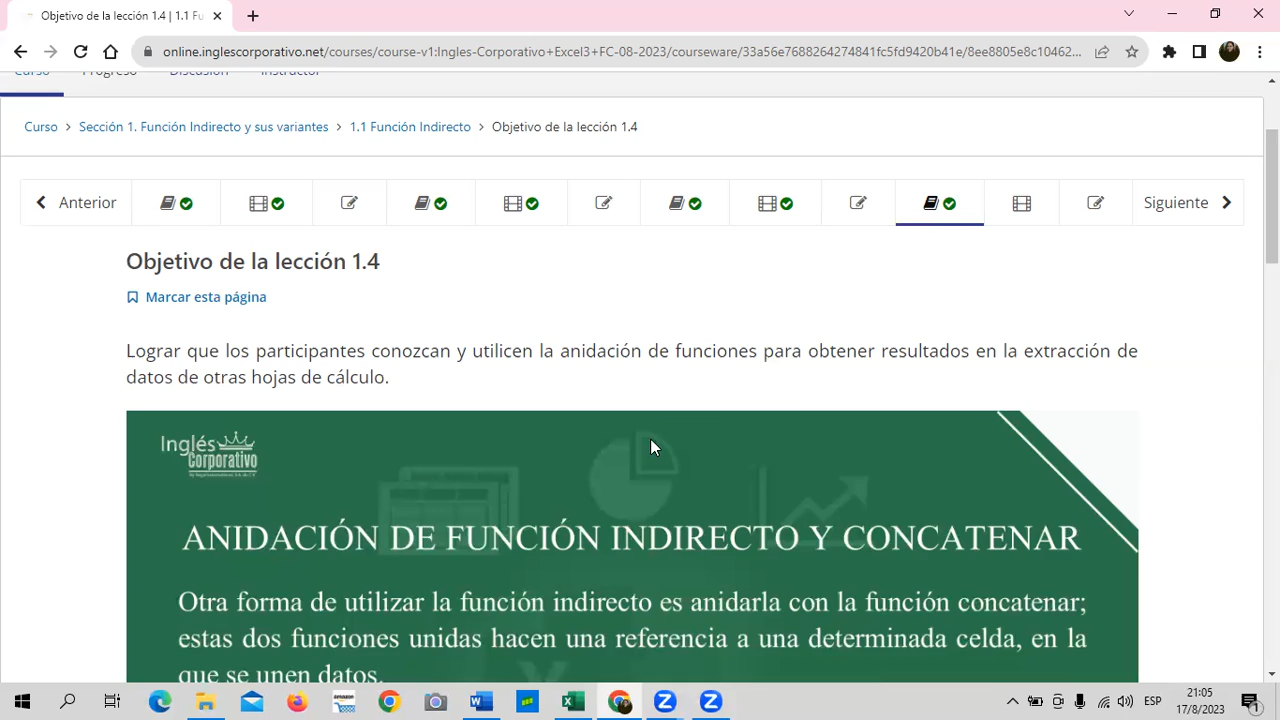 Objetivo de la lección 1.4 | 1.1 Fu
online.inglescorporativo.net/courses/course-v1:Ingles-Corporativo+Excel3+FC-08-2023/courseware/33a56e7688264274841fc5fd9420b41e/8ee8805e8c10462...
Curso Progreso Discusión Instructor
Curso > Sección 1. Función Indirecto y sus variantes > 1.1 Función Indirecto > Objetivo de la lección 1.4
Anterior Siguiente
Objetivo de la lección 1.4
Marcar esta página
Lograr que los participantes conozcan y utilicen la anidación de funciones para obtener resultados en la extracción de
datos de otras hojas de cálculo.
Inglés
Corporativo
ANIDACIÓN DE FUNCIÓN INDIRECTO Y CONCATENAR
Otra forma de utilizar la función indirecto es anidarla con la función concatenar;
estas dos funciones unidas hacen una referencia a una determinada celda, en la
que se unen datos.
ESP
21:05
17/8/2023